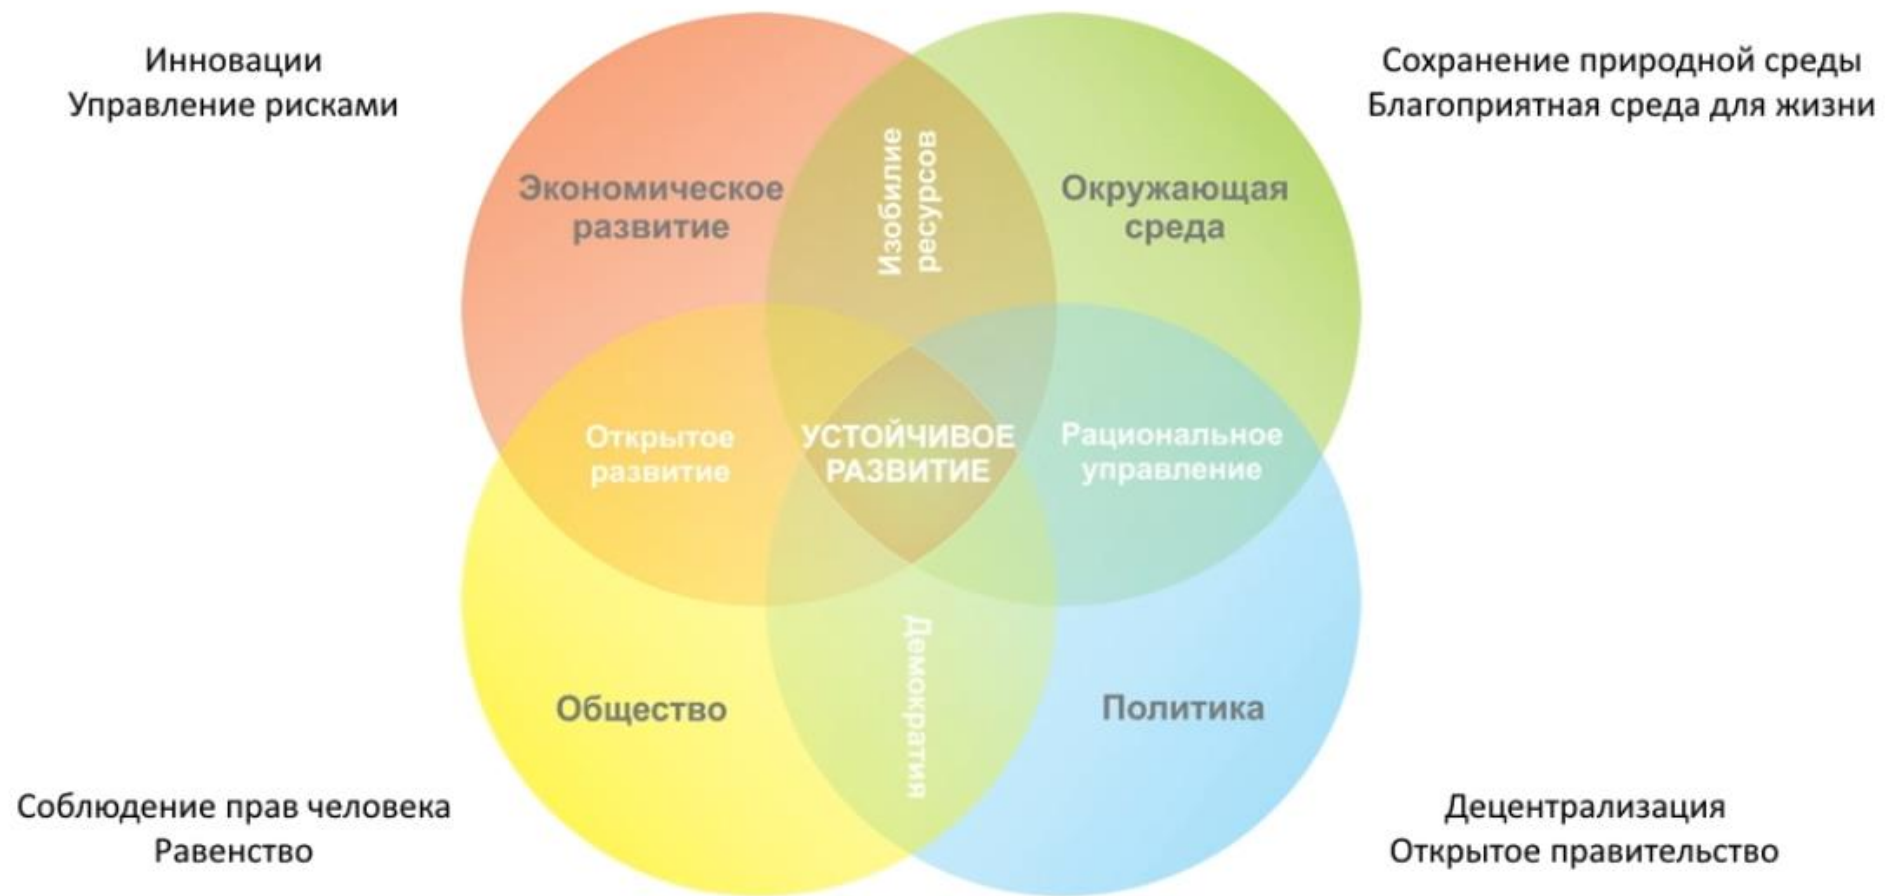 Инновации
Управление рисками
Сохранение природной среды
Благоприятная среда для жизни
Экономическое
развитие
Изобилие
ресурсов
Окружающая
среда
Открытое
развитие
УСТОЙЧИВОЕ
РАЗВИТИЕ
Рациональное
управление
Общество
Демократия
Политика
Соблюдение прав человека
Равенство
Децентрализация
Открытое правительство